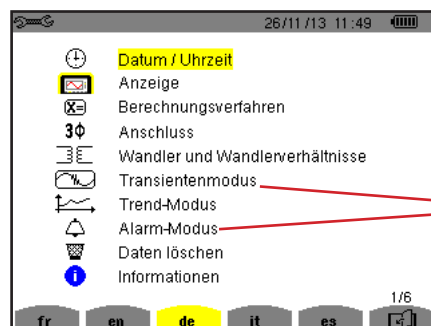 26/11/13 11:49
Datum / Uhrzeit
Anzeige
X= Berechnungsverfahren
3Φ Anschluss
Wandler und Wandlerverhältnisse
Transientenmodus
Trend-Modus
Alarm-Modus
Daten löschen
i Informationen
1/6
fr en de it es